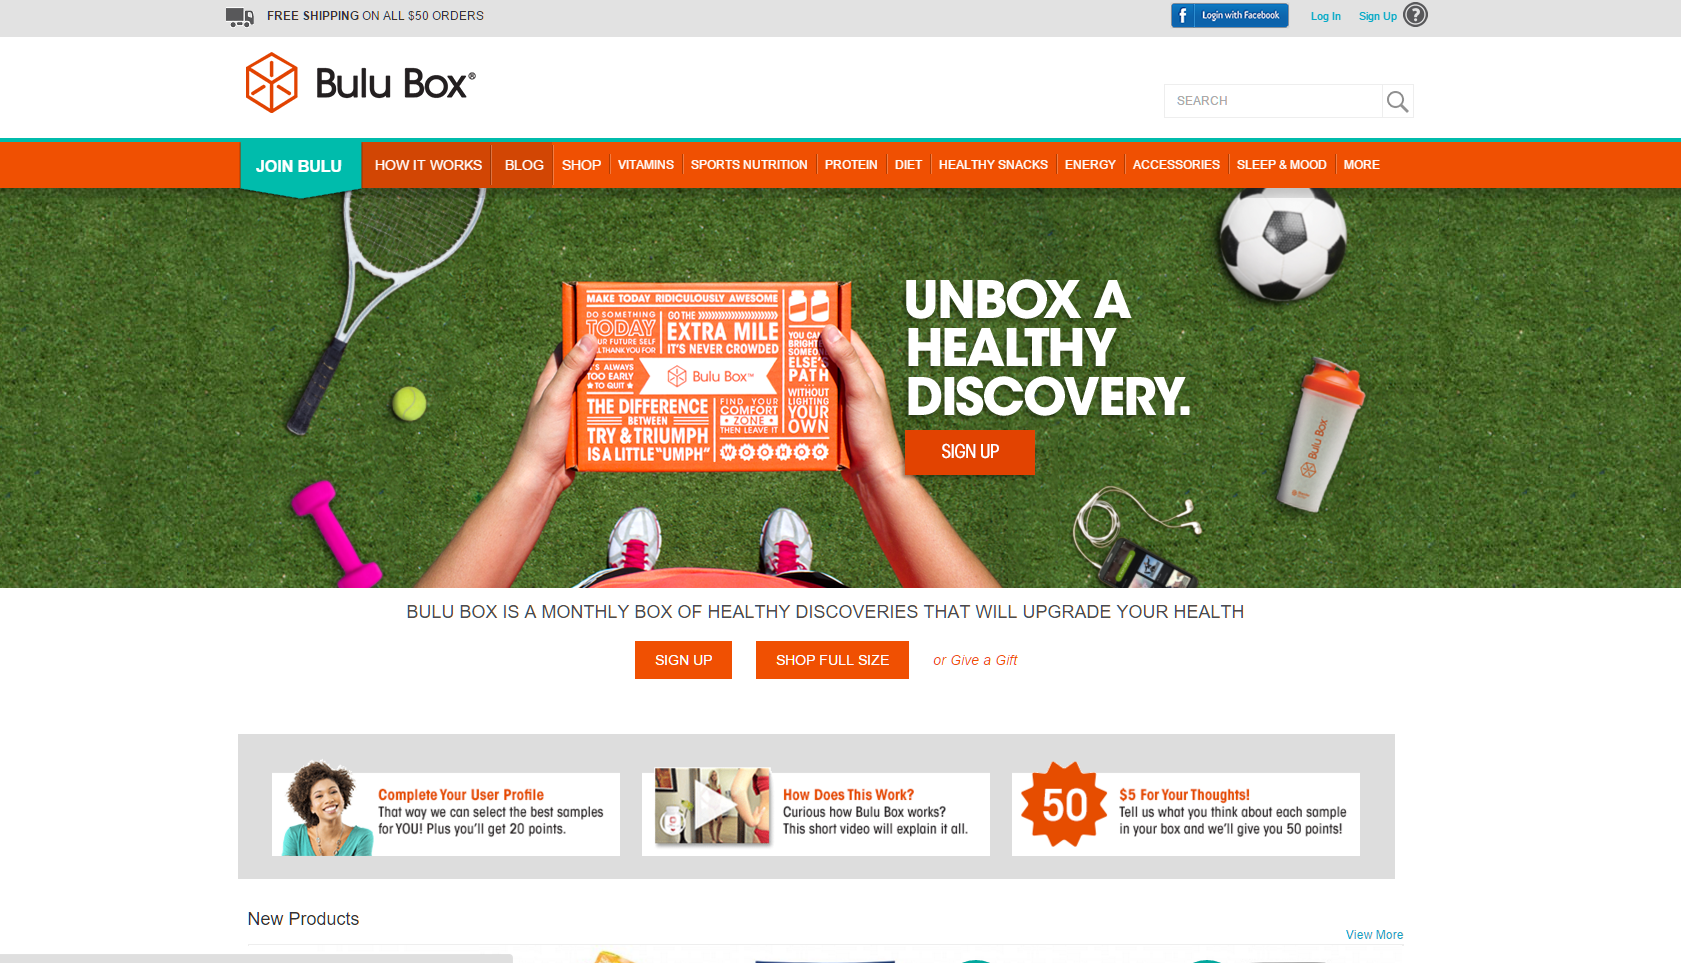 FREE SHIPPING ON ALL $50 ORDERS
f Login with Facebook
Log In
Sign Up
?
Bulu Box®
SEARCH
JOIN BULU
HOW IT WORKS
BLOG
SHOP
VITAMINS
SPORTS NUTRITION
PROTEIN
DIET
HEALTHY SNACKS
ENERGY
ACCESSORIES
SLEEP & MOOD
MORE
MAKE TODAY RIDICULOUSLY AWESOME
DO SOMETHING
TODAY
FUTURE SELF
THANK YOU FOR
GO THE
EXTRA MILE
IT'S NEVER CROWDED
YOU CAN
BRIGHT
SOMEONE
ELSE'S
PATH
WITHOUT
LIGHTING
YOUR
OWN
ALWAYS
TOO EARLY
TO QUIT
Bulu Box™
THE DIFFERENCE
BETWEEN
TRY & TRIUMPH
IS A LITTLE "UMPH"
FIND YOUR
COMFORT
ZONE
THEN LEAVE IT
WOOHOO
UNBOX A
HEALTHY
DISCOVERY.
SIGN UP
Bulu Box
BULU BOX IS A MONTHLY BOX OF HEALTHY DISCOVERIES THAT WILL UPGRADE YOUR HEALTH
SIGN UP
SHOP FULL SIZE
or Give a Gift
Complete Your User Profile
That way we can select the best samples
for YOU! Plus you'll get 20 points.
How Does This Work?
Curious how Bulu Box works?
This short video will explain it all.
50
$5 For Your Thoughts!
Tell us what you think about each sample
in your box and we'll give you 50 points!
New Products
View More